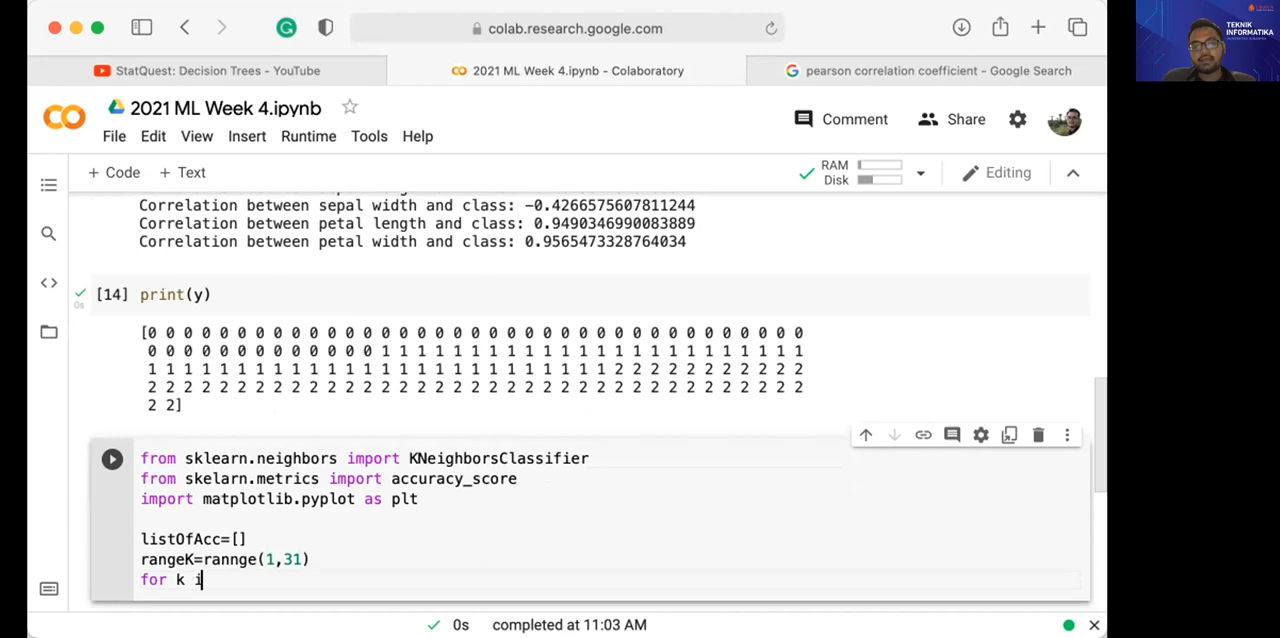 colab.research.google.com
StatQuest: Decision Trees - YouTube
2021 ML Week 4.ipynb - Colaboratory
pearson correlation coefficient - Google Search
TEKNIK
INFORMATIKA
2021 ML Week 4.ipynb
File Edit View Insert Runtime Tools Help
Comment
Share
+ Code + Text
RAM
Disk
Editing
Correlation between sepal width and class: -0.4266575607811244
Correlation between petal length and class: 0.9490346990083889
Correlation between petal width and class: 0.9565473328764034
[14] print(y)
0s
[0 0 0 0 0 0 0 0 0 0 0 0 0 0 0 0 0 0 0 0 0 0 0 0 0 0 0 0 0 0 0 0 0 0 0 0 0
0 0 0 0 0 0 0 0 0 0 0 0 0 1 1 1 1 1 1 1 1 1 1 1 1 1 1 1 1 1 1 1 1 1 1 1 1
1 1 1 1 1 1 1 1 1 1 1 1 1 1 1 1 1 1 1 1 1 1 1 1 1 1 2 2 2 2 2 2 2 2 2 2 2
2 2 2 2 2 2 2 2 2 2 2 2 2 2 2 2 2 2 2 2 2 2 2 2 2 2 2 2 2 2 2 2 2 2 2 2 2
2 2]
from sklearn.neighbors import KNeighborsClassifier
from skelarn.metrics import accuracy_score
import matplotlib.pyplot as plt
listOfAcc=[]
rangeK=rannge(1,31)
for k i
0s completed at 11:03 AM